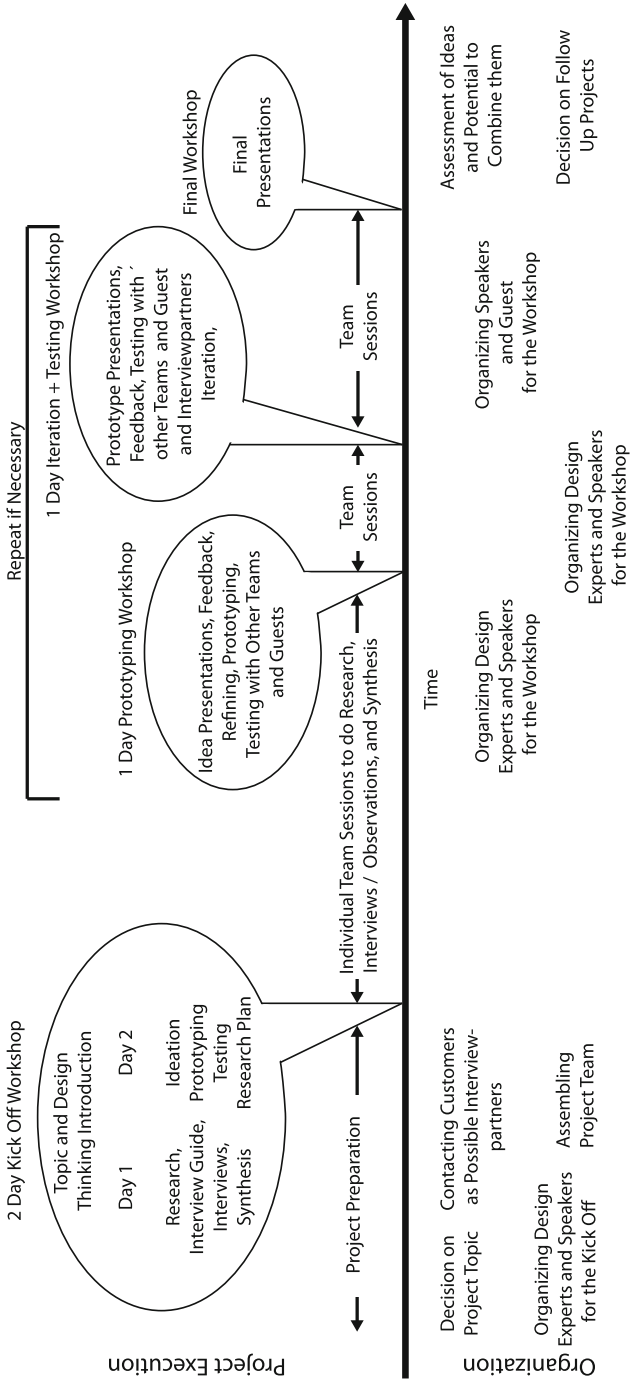 Project Execution
2 Day Kick Off Workshop
Topic and Design
Thinking Introduction
Day 1
Research,
Interview Guide,
Interviews,
Synthesis
Day 2
Ideation
Prototyping
Testing
Research Plan
Repeat if Necessary
1 Day Prototyping Workshop
Idea Presentations, Feedback,
Refining, Prototyping,
Testing with Other Teams
and Guests
1 Day Iteration + Testing Workshop
Prototype Presentations,
Feedback, Testing with ´
other Teams and Guest
and Interviewpartners
Iteration,
Final Workshop
Final
Presentations
Project Preparation
Individual Team Sessions to do Research,
Interviews / Observations, and Synthesis
Team
Sessions
Team
Sessions
Time
Organization
Decision on
Project Topic
Contacting Customers
as Possible Interview-
partners
Organizing Design
Experts and Speakers
for the Kick Off
Assembling
Project Team
Organizing Design
Experts and Speakers
for the Workshop
Organizing Design
Experts and Speakers
for the Workshop
Organizing Speakers
and Guest
for the Workshop
Assessment of Ideas
and Potential to
Combine them
Decision on Follow
Up Projects